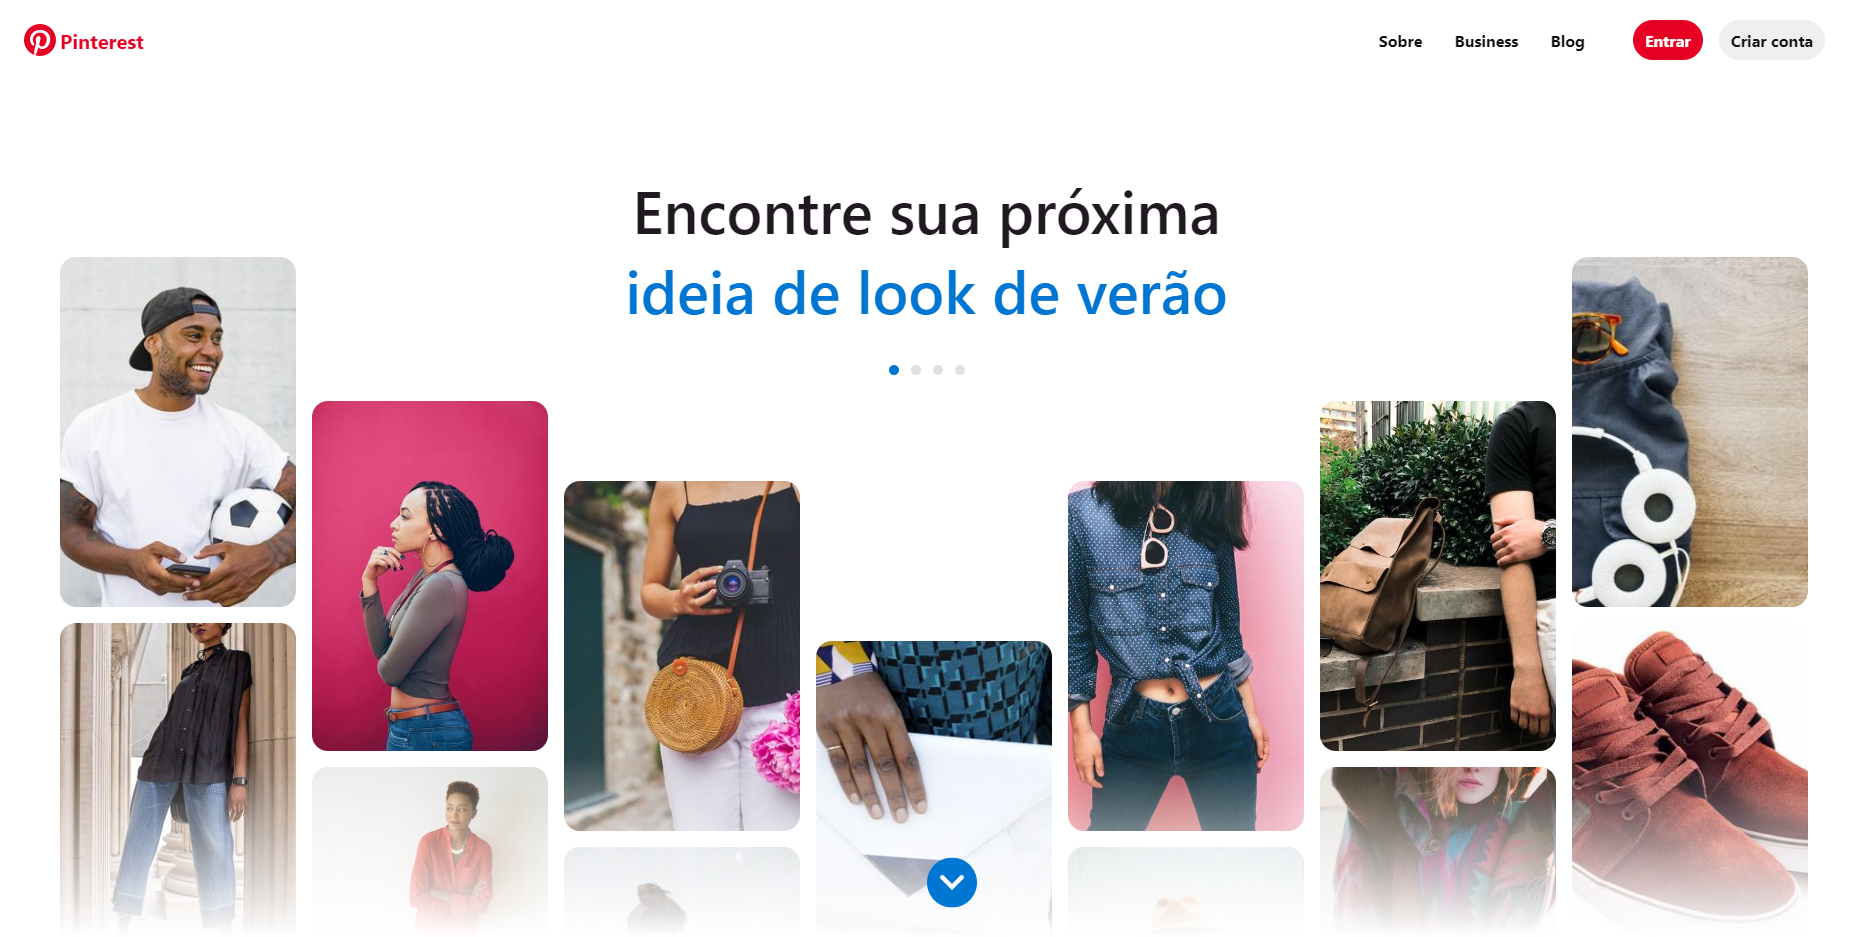 Pinterest
Sobre Business Blog Entrar Criar conta
Encontre sua próxima
ideia de look de verão